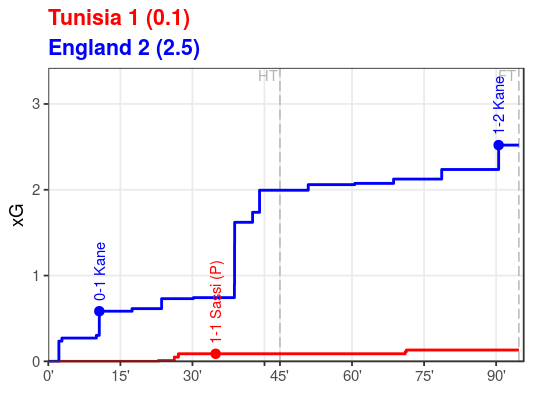 Tunisia 1 (0.1)
England 2 (2.5)
HT
FT
1-2 Kane
0-1 Kane
1-1 Sassi (P)
xG
3
2
1
0
0' 15' 30' 45' 60' 75' 90'